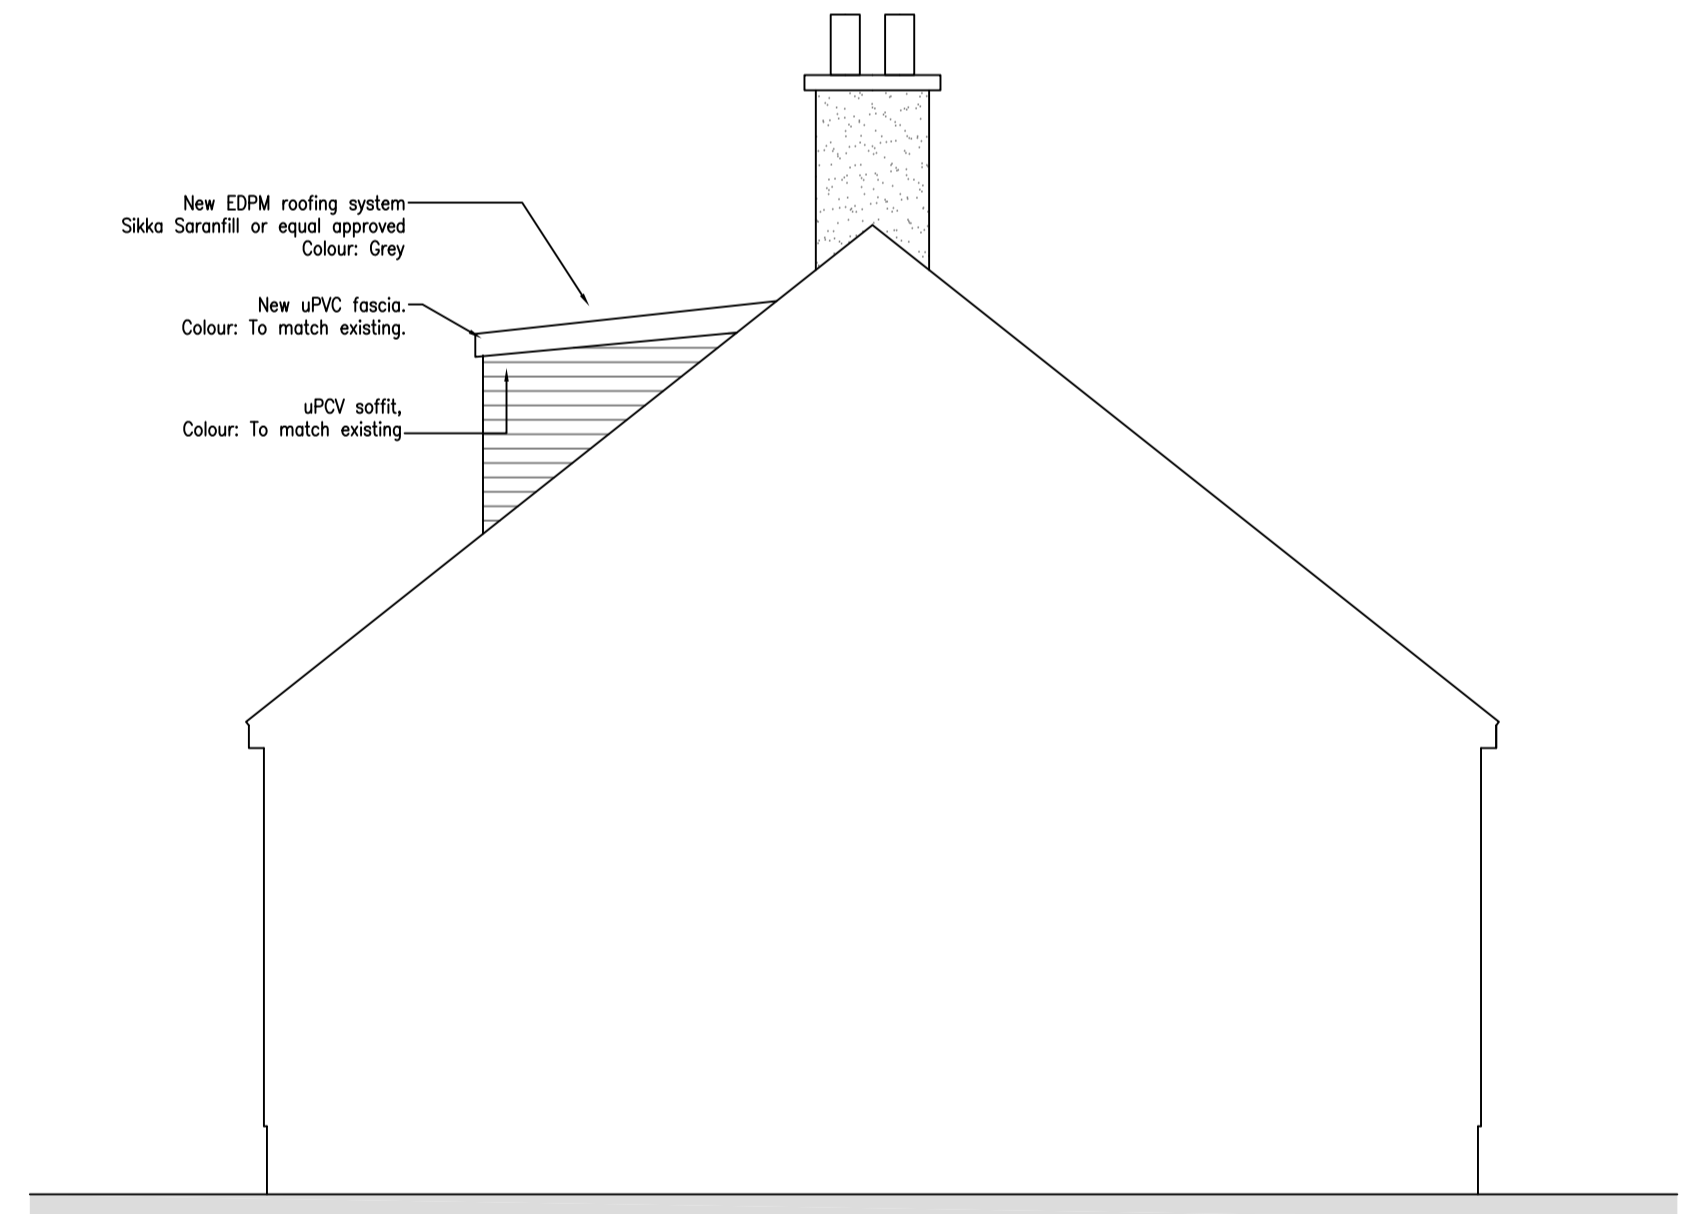 New EDPM roofing system
Sikka Saranfill or equal approved
Colour: Grey
New uPVC fascia.
Colour: To match existing.
uPCV soffit,
Colour: To match existing